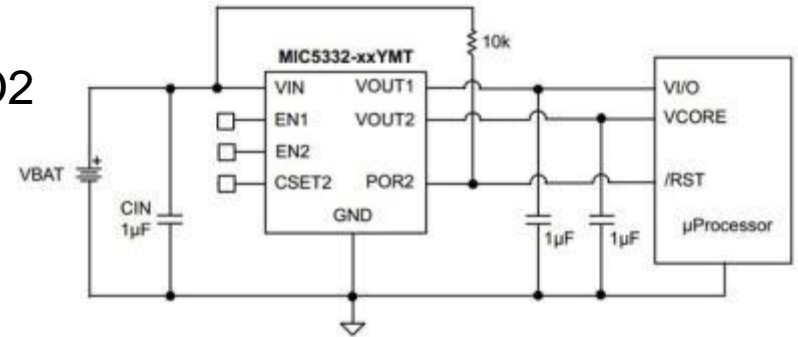 D2
10k
MIC5332-xxYMT
VIN VOUT1
EN1 VOUT2
EN2
CSET2 POR2
GND
VI/O
VCORE
/RST
µProcessor
VBAT
+
CIN
1µF
1µF
1µF